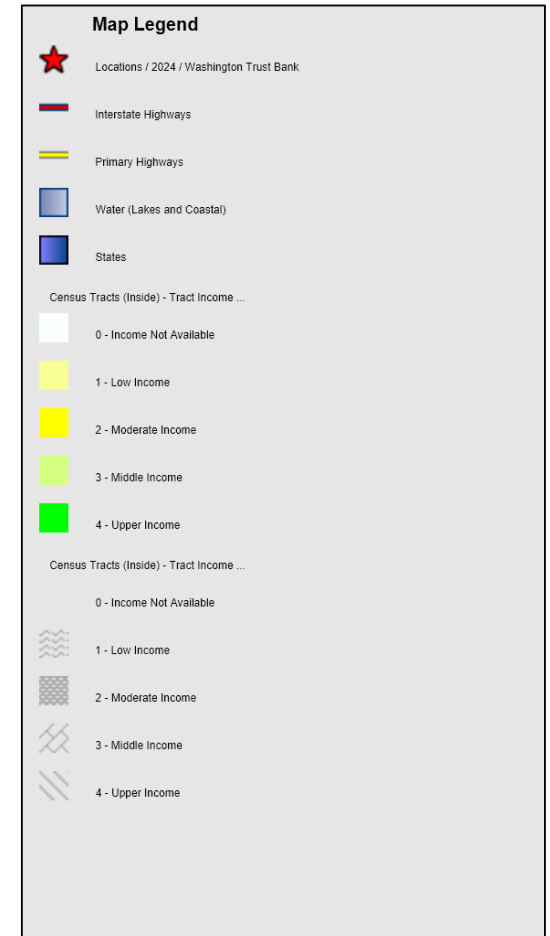 Map Legend
Locations / 2024 / Washington Trust Bank
Interstate Highways
Primary Highways
Water (Lakes and Coastal)
States
Census Tracts (Inside) - Tract Income ...
0 - Income Not Available
1 - Low Income
2 - Moderate Income
3 - Middle Income
4 - Upper Income
Census Tracts (Inside) - Tract Income ...
0 - Income Not Available
1 - Low Income
2 - Moderate Income
3 - Middle Income
4 - Upper Income